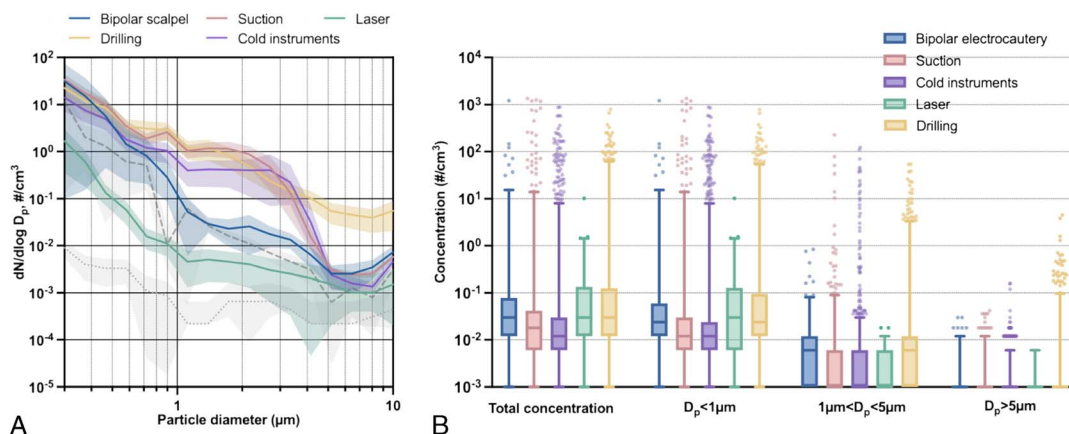 A
Bipolar scalpel Suction Laser
Drilling Cold instruments
dN/dlog Dp, #/cm³
10²
10¹
10⁰
10⁻¹
10⁻²
10⁻³
10⁻⁴
10⁻⁵
1 10
Particle diameter (µm)
A
B
Bipolar electrocautery
Suction
Cold instruments
Laser
Drilling
Concentration (#/cm³)
10⁴
10³
10²
10¹
10⁰
10⁻¹
10⁻²
10⁻³
Total concentration Dp<1µm 1µm<Dp<5µm Dp>5µm
B